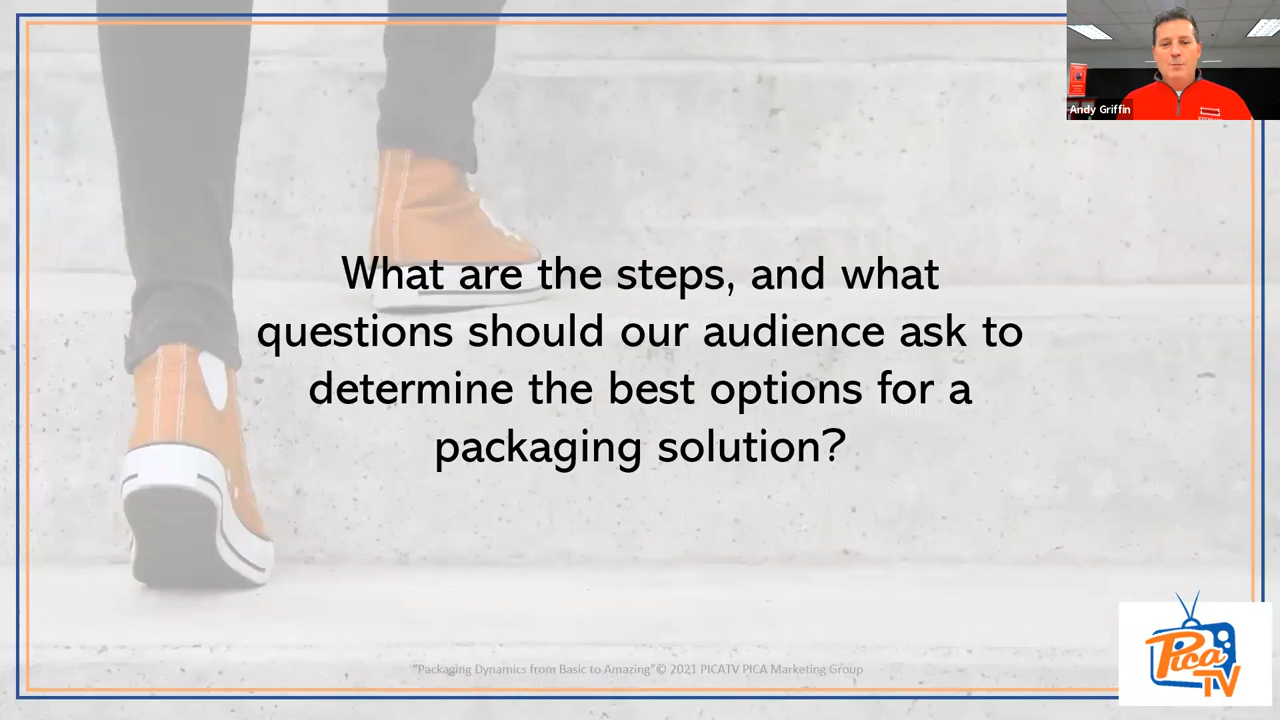 Andy Griffin
What are the steps, and what
questions should our audience ask to
determine the best options for a
packaging solution?
"Packaging Dynamics from Basic to Amazing"© 2021 PICATV PICA Marketing Group
Pica
TV